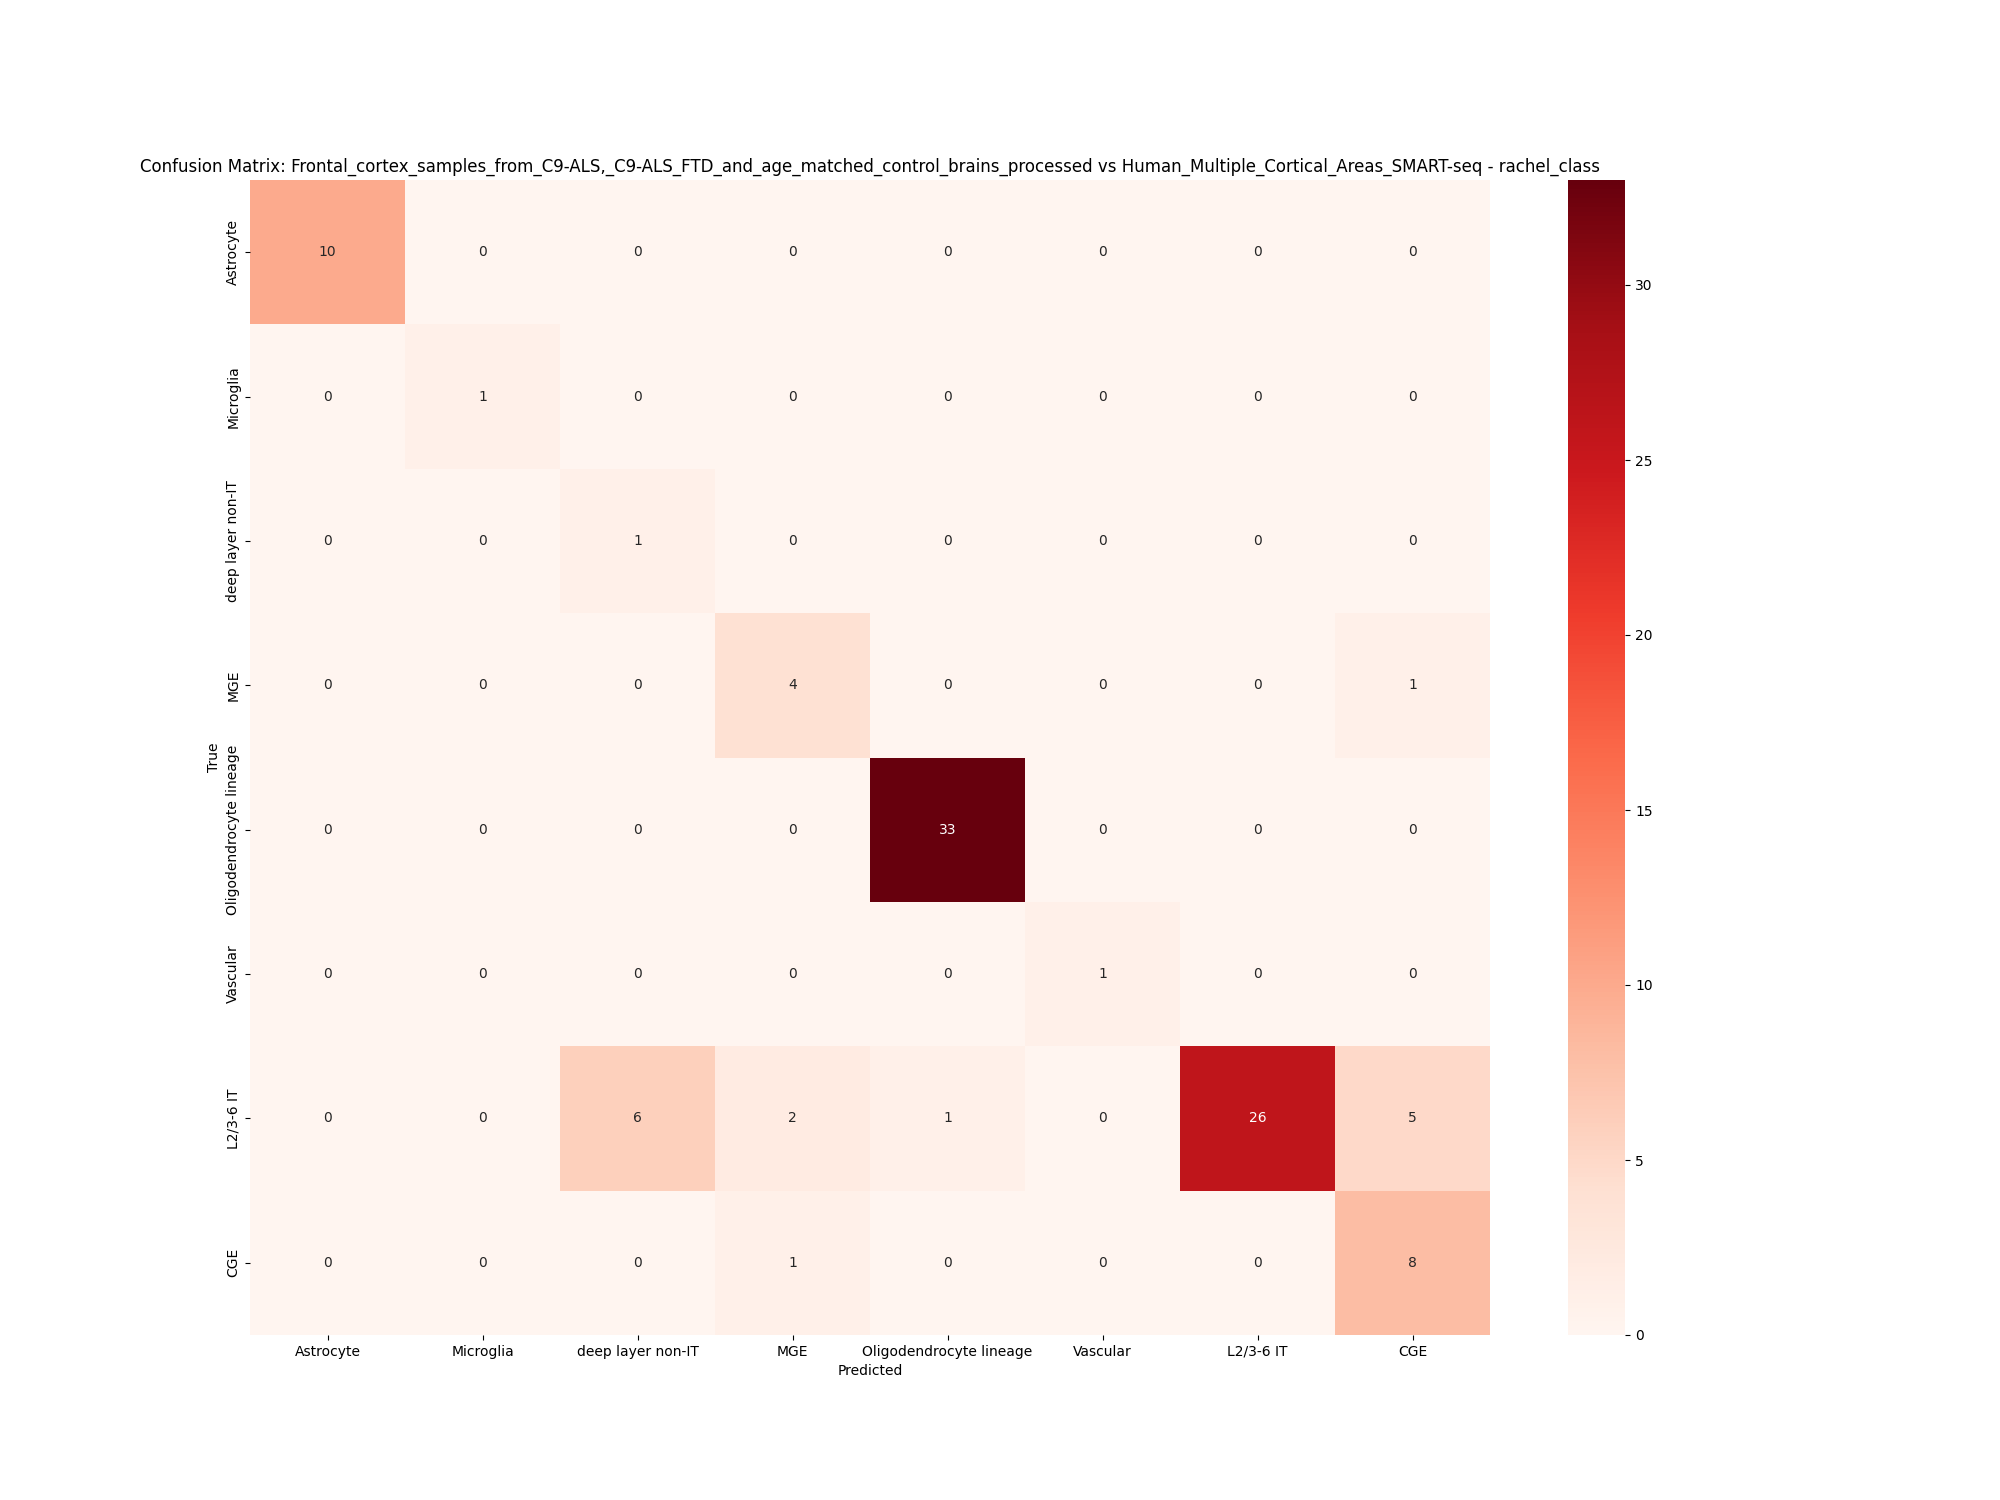 Confusion Matrix: Frontal_cortex_samples_from_C9-ALS,_C9-ALS_FTD_and_age_matched_control_brains_processed vs Human_Multiple_Cortical_Areas_SMART-seq - rachel_class
True
Astrocyte
10 0 0 0 0 0 0 0
Microglia
0 1 0 0 0 0 0 0
deep layer non-IT
0 0 1 0 0 0 0 0
MGE
0 0 0 4 0 0 0 1
Oligodendrocyte lineage
0 0 0 0 33 0 0 0
Vascular
0 0 0 0 0 1 0 0
L2/3-6 IT
0 0 6 2 1 0 26 5
CGE
0 0 0 1 0 0 0 8
Astrocyte Microglia deep layer non-IT MGE Oligodendrocyte lineage Vascular L2/3-6 IT CGE
Predicted
30
25
20
15
10
5
0